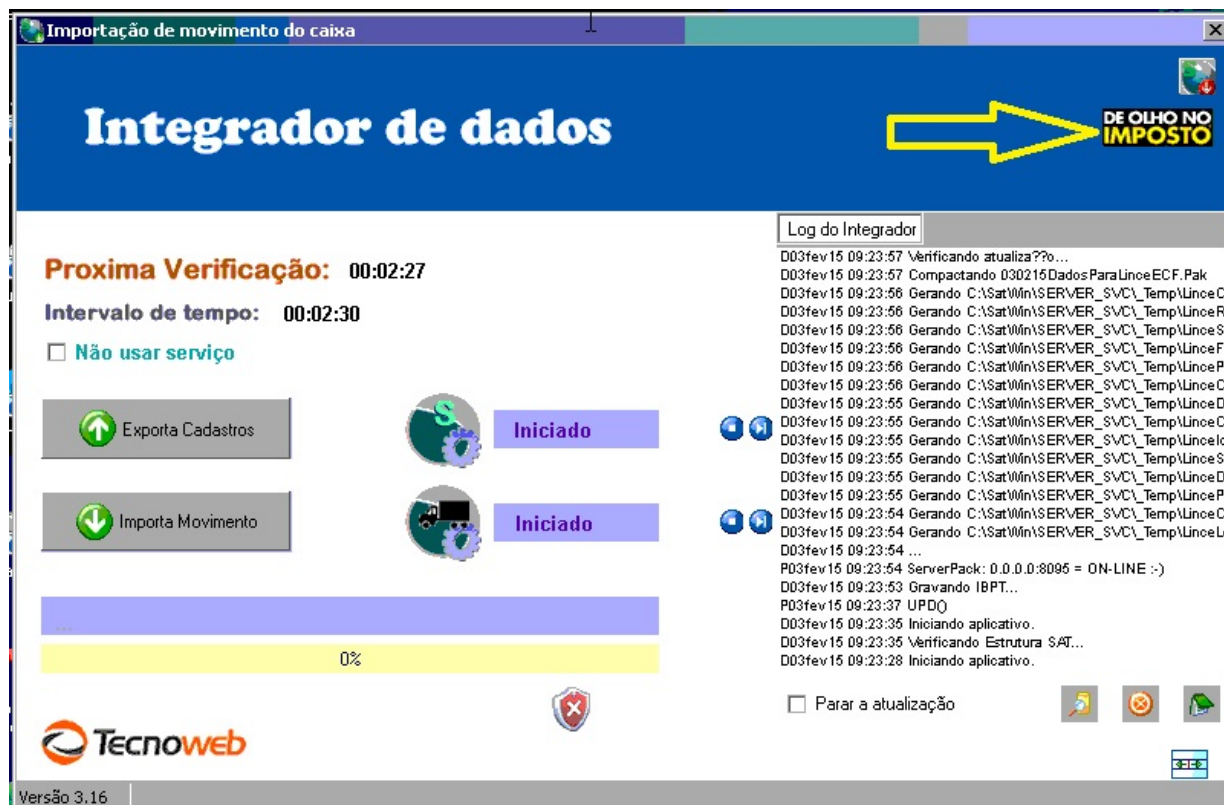 Importação de movimento do caixa
Integrador de dados
DE OLHO NO
IMPOSTO
Proxima Verificação: 00:02:27
Intervalo de tempo: 00:02:30
Não usar serviço
Exporta Cadastros
S
Iniciado
Importa Movimento
Iniciado
...
0%
Tecnoweb
Versão 3.16
Log do Integrador
D03fev15 09:23:57 Verificando atualiza??o...
D03fev15 09:23:57 Compactando 030215DadosParaLinceECF.Pak
D03fev15 09:23:56 Gerando C:\SatWin\SERVER_SVC\_Temp\LinceC
D03fev15 09:23:56 Gerando C:\SatWin\SERVER_SVC\_Temp\LinceR
D03fev15 09:23:56 Gerando C:\SatWin\SERVER_SVC\_Temp\LinceS
D03fev15 09:23:56 Gerando C:\SatWin\SERVER_SVC\_Temp\LinceF
D03fev15 09:23:56 Gerando C:\SatWin\SERVER_SVC\_Temp\LinceP
D03fev15 09:23:56 Gerando C:\SatWin\SERVER_SVC\_Temp\LinceC
D03fev15 09:23:55 Gerando C:\SatWin\SERVER_SVC\_Temp\LinceD
D03fev15 09:23:55 Gerando C:\SatWin\SERVER_SVC\_Temp\LinceC
D03fev15 09:23:55 Gerando C:\SatWin\SERVER_SVC\_Temp\LinceIc
D03fev15 09:23:55 Gerando C:\SatWin\SERVER_SVC\_Temp\LinceS
D03fev15 09:23:55 Gerando C:\SatWin\SERVER_SVC\_Temp\LinceD
D03fev15 09:23:55 Gerando C:\SatWin\SERVER_SVC\_Temp\LinceP
D03fev15 09:23:54 Gerando C:\SatWin\SERVER_SVC\_Temp\LinceC
D03fev15 09:23:54 Gerando C:\SatWin\SERVER_SVC\_Temp\LinceL
D03fev15 09:23:54 ...
P03fev15 09:23:54 ServerPack: 0.0.0.0:8095 = ON-LINE :-)
D03fev15 09:23:53 Gravando IBPT...
P03fev15 09:23:37 UPD()
D03fev15 09:23:35 Iniciando aplicativo.
D03fev15 09:23:35 Verificando Estrutura SAT...
D03fev15 09:23:28 Iniciando aplicativo.
Parar a atualização